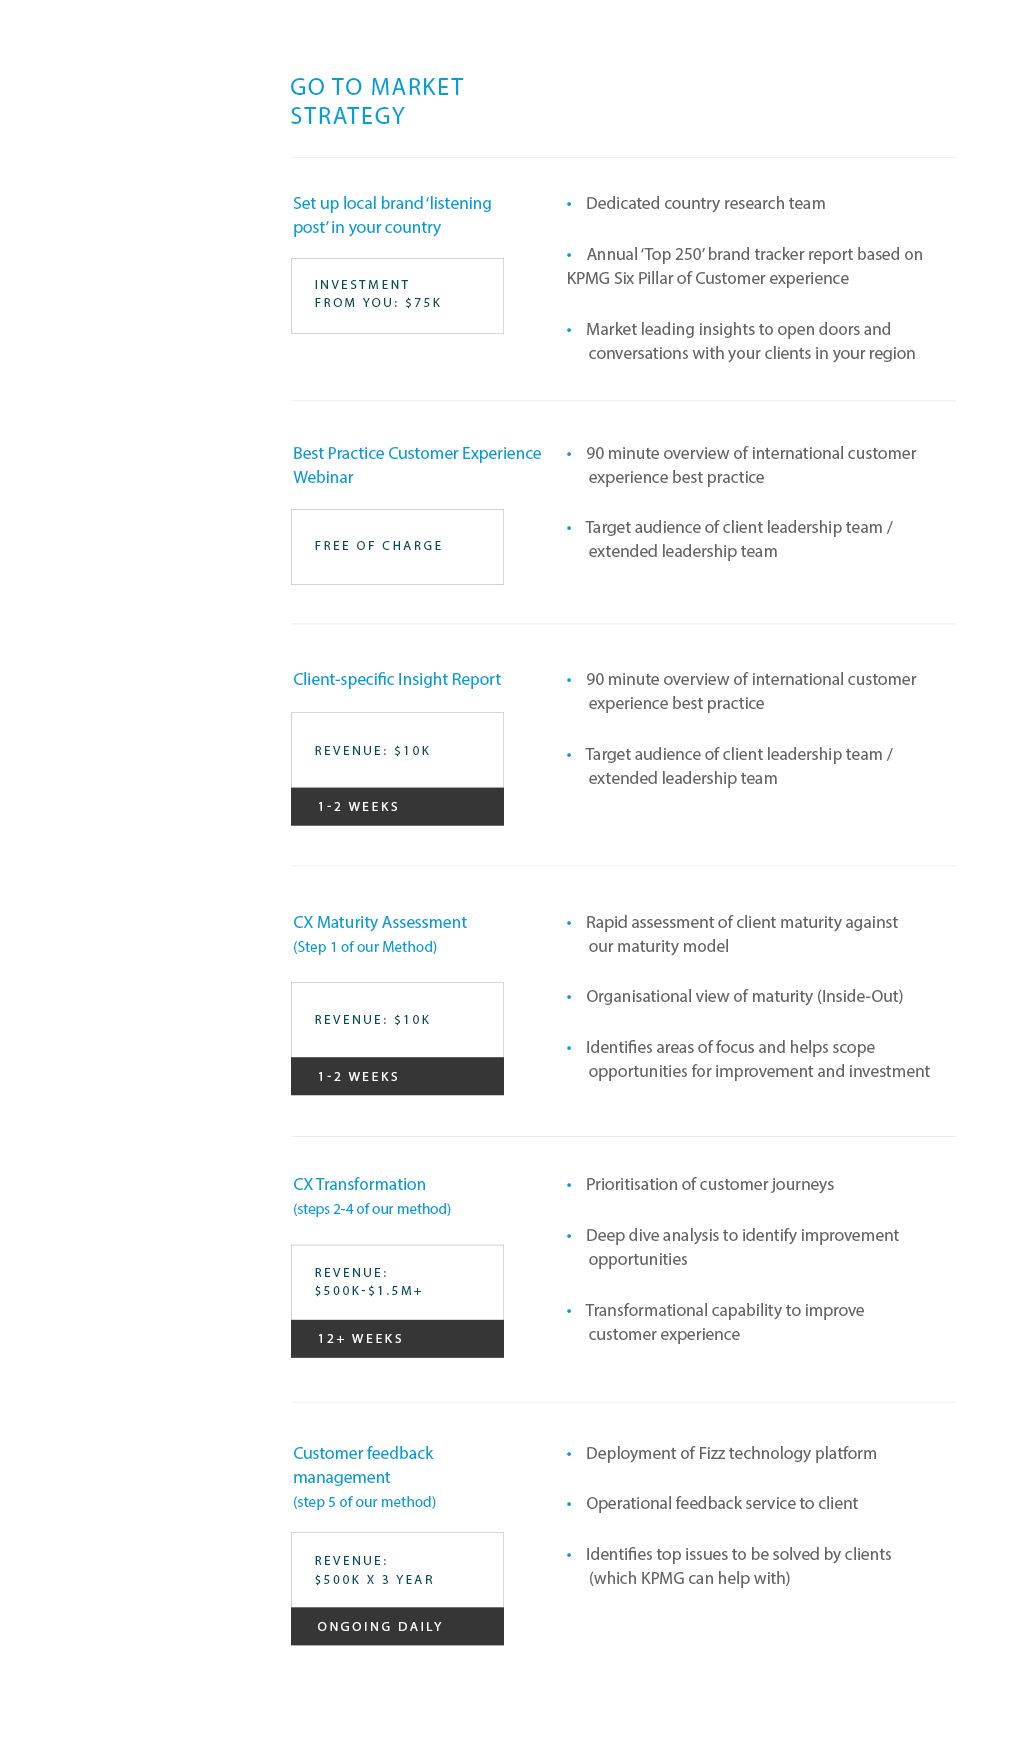 GO TO MARKET
STRATEGY
Set up local brand ‘listening
post’ in your country
INVESTMENT
FROM YOU: $75K
• Dedicated country research team
• Annual ‘Top 250’ brand tracker report based on
KPMG Six Pillar of Customer experience
• Market leading insights to open doors and
conversations with your clients in your region
Best Practice Customer Experience
Webinar
FREE OF CHARGE
• 90 minute overview of international customer
experience best practice
• Target audience of client leadership team /
extended leadership team
Client-specific Insight Report
REVENUE: $10K
1-2 WEEKS
• 90 minute overview of international customer
experience best practice
• Target audience of client leadership team /
extended leadership team
CX Maturity Assessment
(Step 1 of our Method)
REVENUE: $10K
1-2 WEEKS
• Rapid assessment of client maturity against
our maturity model
• Organisational view of maturity (Inside-Out)
• Identifies areas of focus and helps scope
opportunities for improvement and investment
CX Transformation
(steps 2-4 of our method)
REVENUE:
$500K-$1.5M+
12+ WEEKS
• Prioritisation of customer journeys
• Deep dive analysis to identify improvement
opportunities
• Transformational capability to improve
customer experience
Customer feedback
management
(step 5 of our method)
REVENUE:
$500K X 3 YEAR
ONGOING DAILY
• Deployment of Fizz technology platform
• Operational feedback service to client
• Identifies top issues to be solved by clients
(which KPMG can help with)